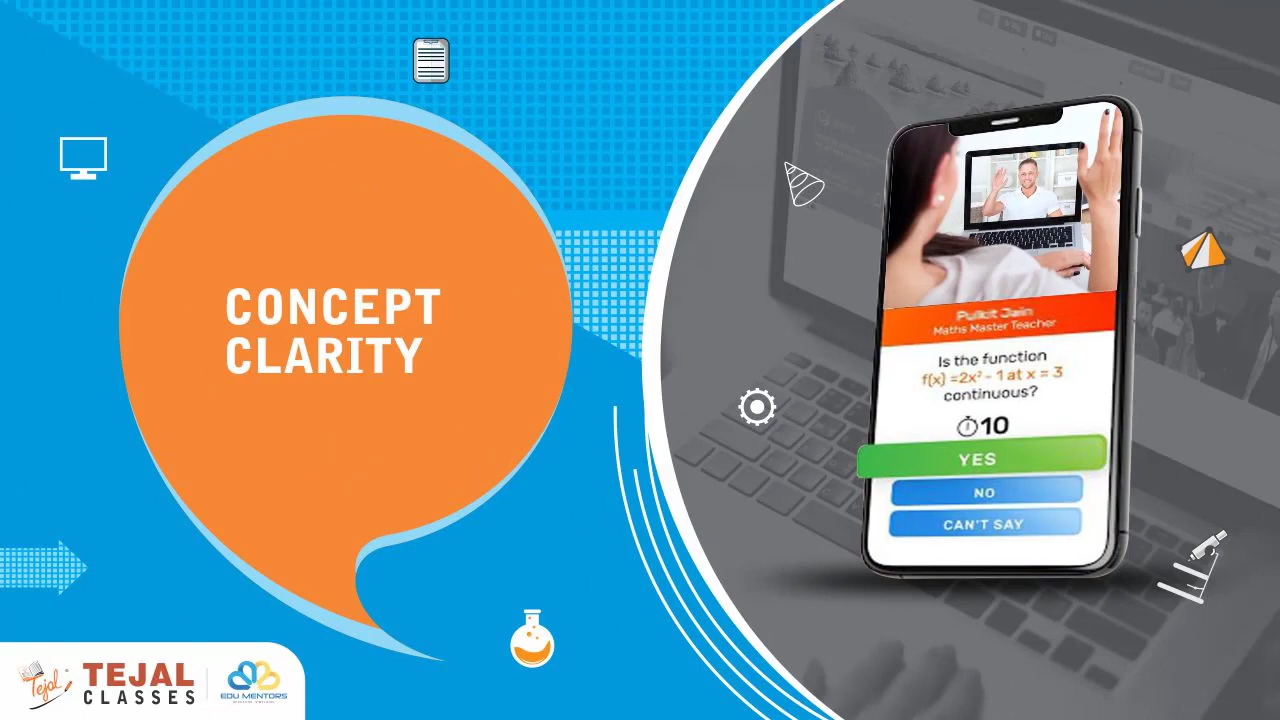 CONCEPT
CLARITY
Pulkit Jain
Maths Master Teacher
Is the function
f(x) =2x² - 1 at x = 3
continuous?
10
YES
NO
CAN'T SAY
Tejal
TEJAL
CLASSES
EDU MENTORS